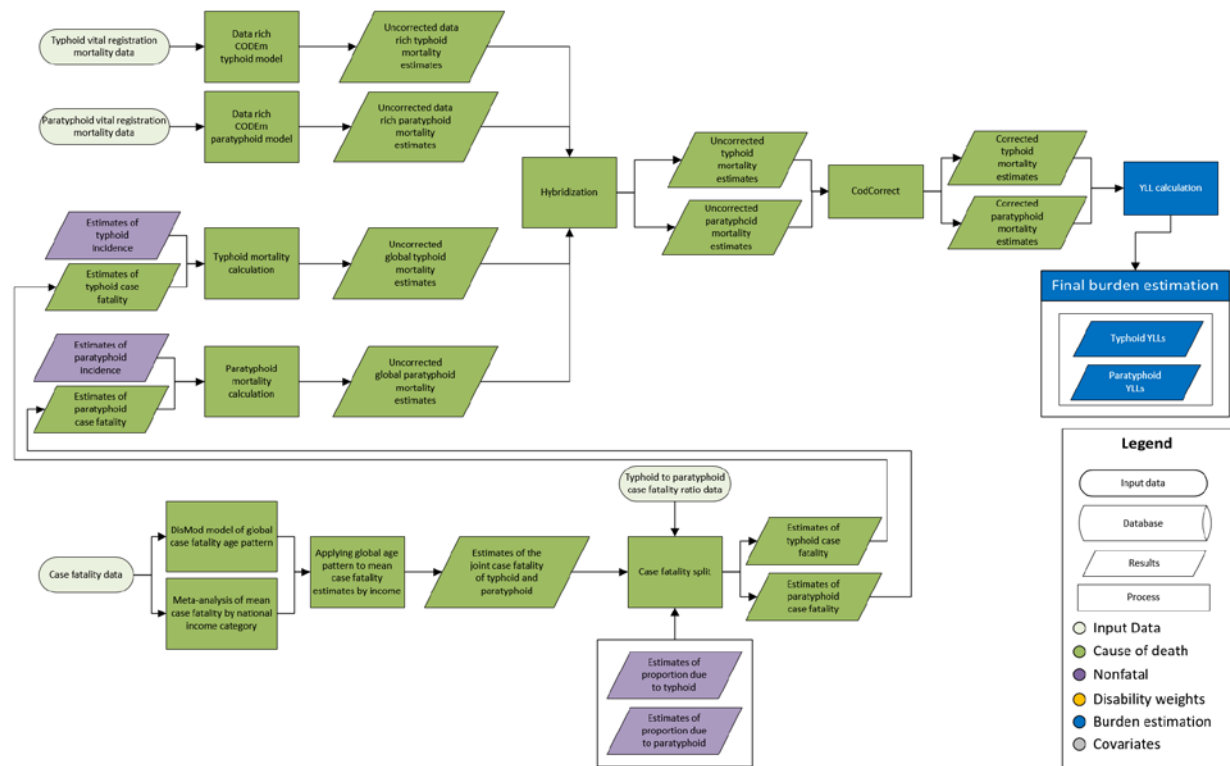 Typhoid vital registration
mortality data
Data rich
CODEm
typhoid model
Uncorrected data
rich typhoid
mortality
estimates
Paratyphoid vital registration
mortality data
Data rich
CODEm
paratyphoid model
Uncorrected data
rich paratyphoid
mortality
estimates
Hybridization
Uncorrected
typhoid
mortality
estimates
Uncorrected
paratyphoid
mortality
estimates
CodCorrect
Corrected
typhoid
mortality
estimates
Corrected
paratyphoid
mortality
estimates
YLL calculation
Estimates of
typhoid
incidence
Estimates of
typhoid case
fatality
Typhoid mortality
calculation
Uncorrected
global typhoid
mortality
estimates
Estimates of
paratyphoid
incidence
Estimates of
paratyphoid
case fatality
Paratyphoid
mortality
calculation
Uncorrected
global paratyphoid
mortality
estimates
Final burden estimation
Typhoid YLLs
Paratyphoid
YLLs
Case fatality data
DisMod model of global
case fatality age pattern
Meta-analysis of mean
case fatality by national
income category
Applying global age
pattern to mean
case fatality
estimates by income
Estimates of the
joint case fatality
of typhoid and
paratyphoid
Typhoid to paratyphoid
case fatality ratio data
Case fatality split
Estimates of
typhoid case
fatality
Estimates of
paratyphoid case
fatality
Estimates of
proportion due
to typhoid
Estimates of
proportion due
to paratyphoid
Legend
Input data
Database
Results
Process
Input Data
Cause of death
Nonfatal
Disability weights
Burden estimation
Covariates